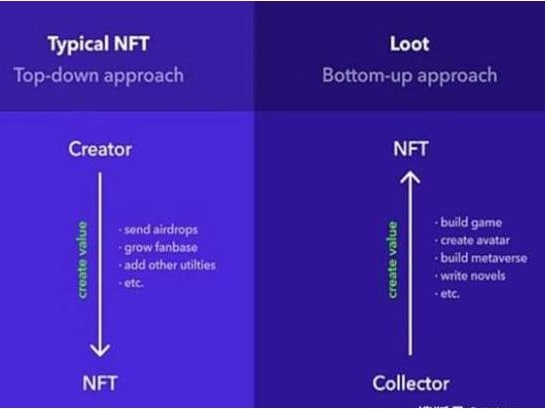 Typical NFT
Top-down approach
Creator
create value
· send airdrops
· grow fanbase
· add other utilties
· etc.
NFT
Loot
Bottom-up approach
NFT
create value
· build game
· create avatar
· build metaverse
· write novels
· etc.
Collector